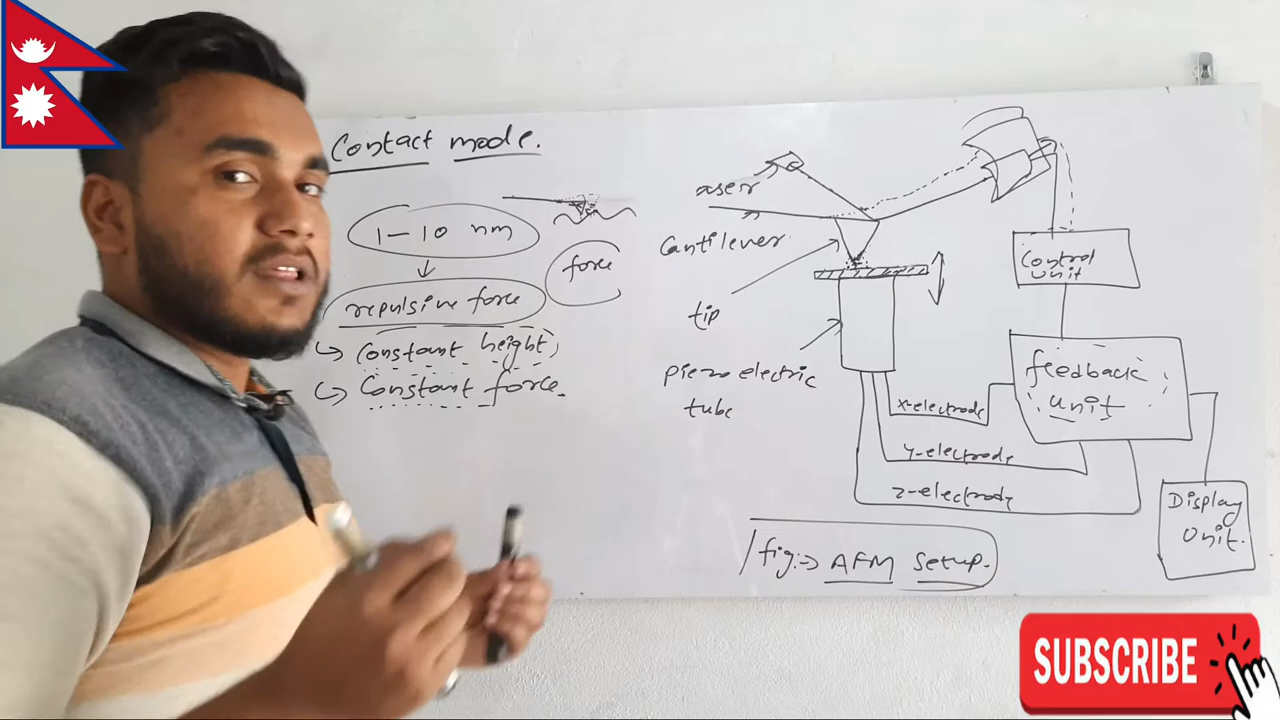 Contact mode.
1-10 nm
force
repulsive force
Constant height
Constant force.
Laser
Cantilever
tip
piezo electric
tube
Control
Unit
feedback
Unit
x-electrode
y-electrode
z-electrode
Display
Unit.
fig:-> AFM Setup.
SUBSCRIBE